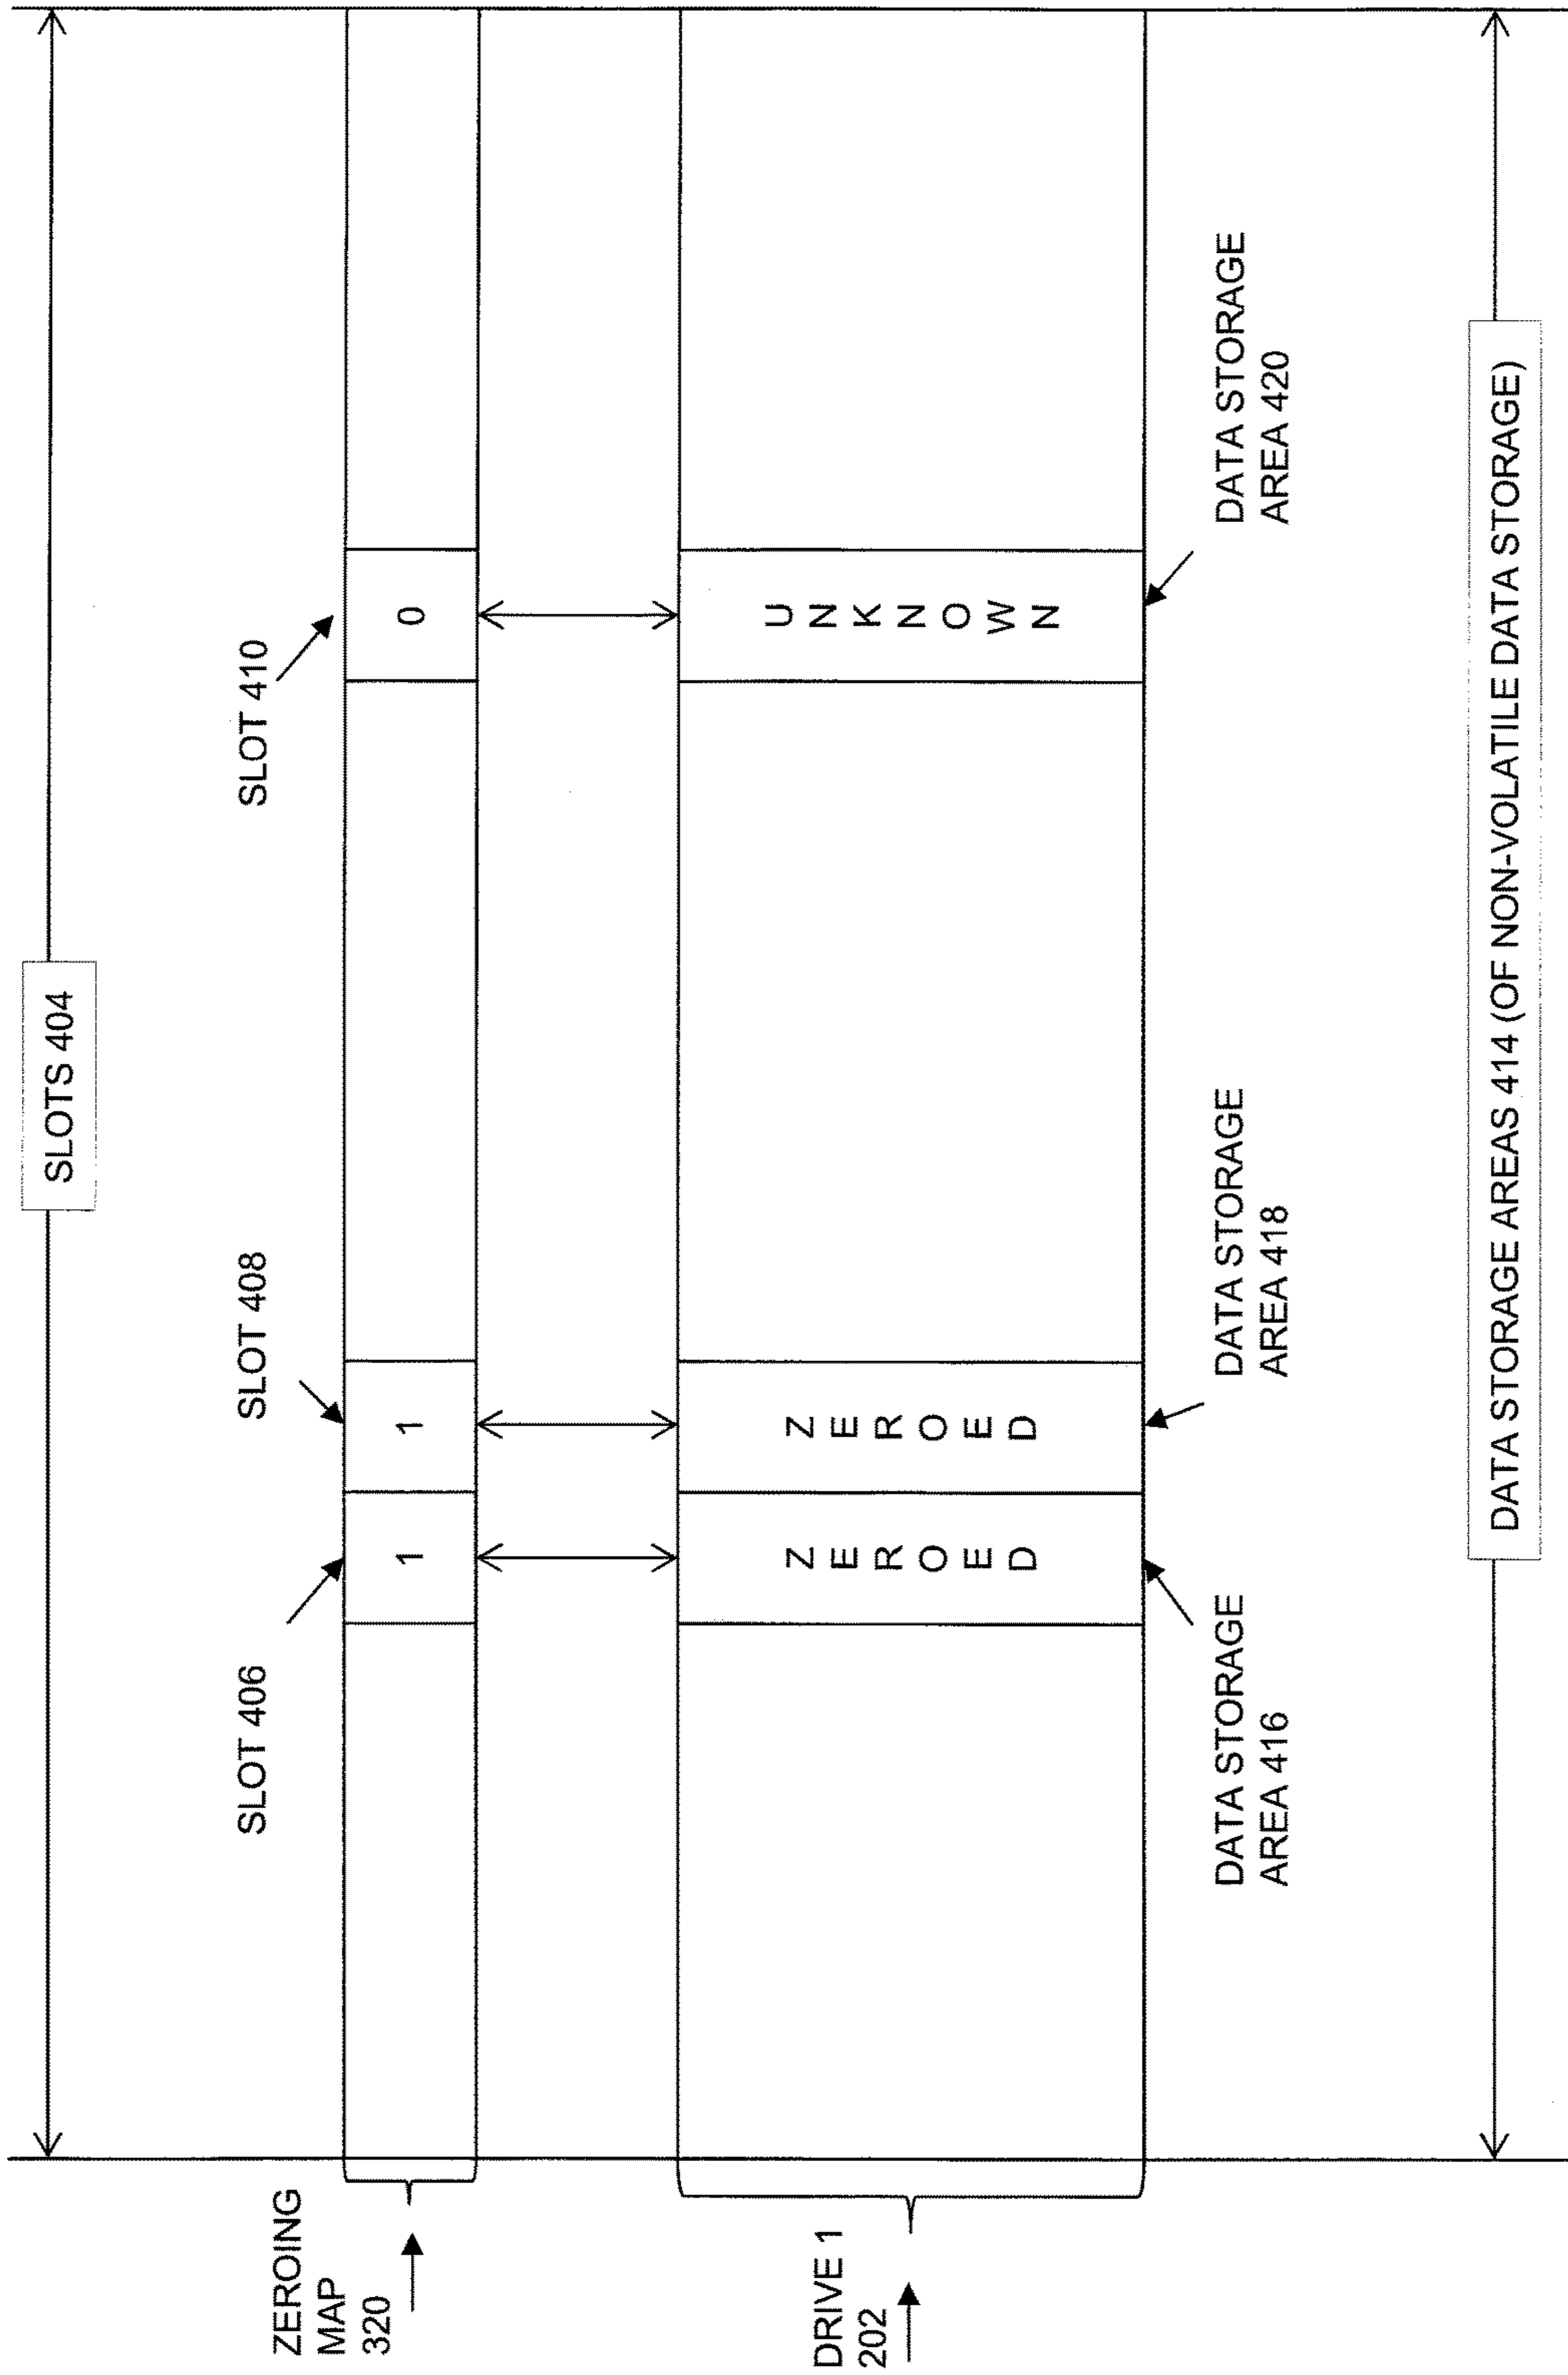 SLOTS 404
SLOT 406
SLOT 408
SLOT 410
ZEROING
MAP
320
1
1
0
DRIVE 1
202
ZEROED
ZEROED
UNKNOWN
DATA STORAGE
AREA 416
DATA STORAGE
AREA 418
DATA STORAGE
AREA 420
DATA STORAGE AREAS 414 (OF NON-VOLATILE DATA STORAGE)